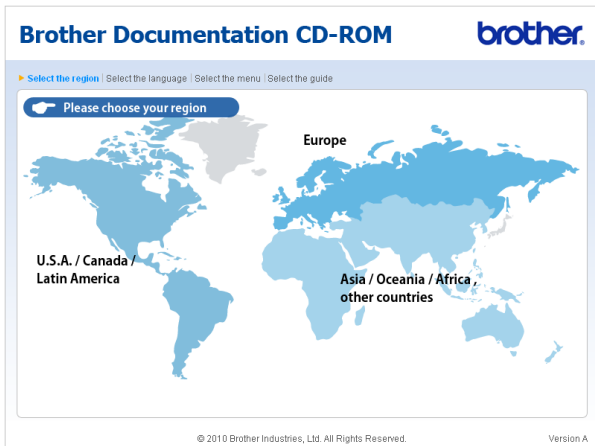 Brother Documentation CD-ROM
brother.
Select the region | Select the language | Select the menu | Select the guide
Please choose your region
Europe
U.S.A. / Canada /
Latin America
Asia / Oceania / Africa ,
other countries
© 2010 Brother Industries, Ltd. All Rights Reserved.
Version A